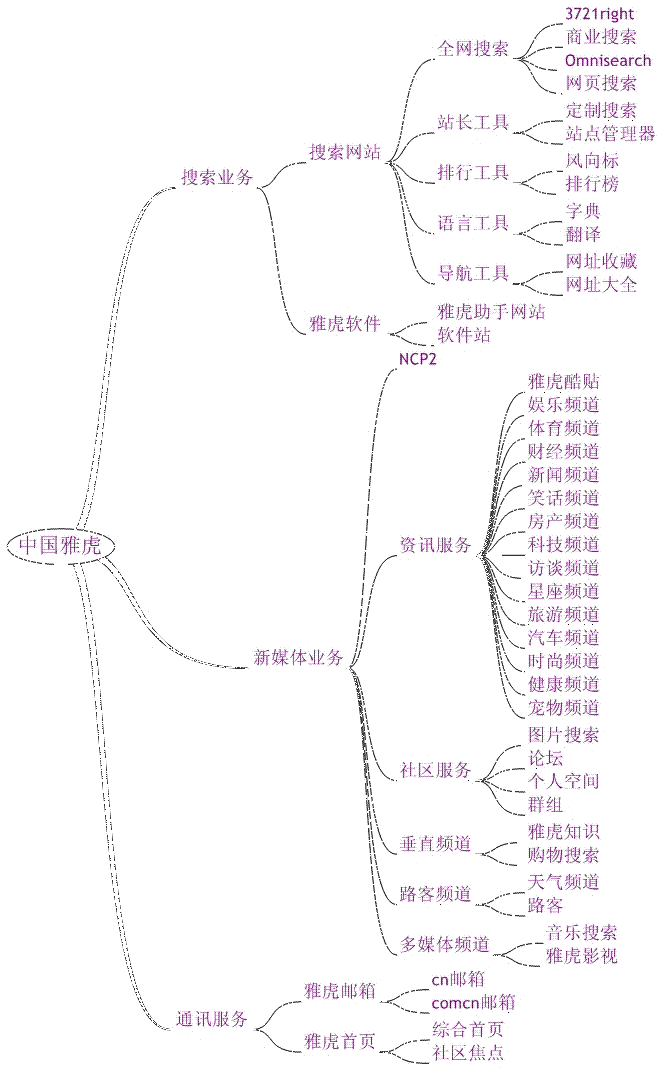 中国雅虎
搜索业务
搜索网站
全网搜索
3721right
商业搜索
Omnisearch
网页搜索
站长工具
定制搜索
站点管理器
排行工具
风向标
排行榜
语言工具
字典
翻译
导航工具
网址收藏
网址大全
雅虎软件
雅虎助手网站
软件站
新媒体业务
NCP2
资讯服务
雅虎酷贴
娱乐频道
体育频道
财经频道
新闻频道
笑话频道
房产频道
科技频道
访谈频道
星座频道
旅游频道
汽车频道
时尚频道
健康频道
宠物频道
社区服务
图片搜索
论坛
个人空间
群组
垂直频道
雅虎知识
购物搜索
路客频道
天气频道
路客
多媒体频道
音乐搜索
雅虎影视
通讯服务
雅虎邮箱
cn邮箱
comcn邮箱
雅虎首页
综合首页
社区焦点